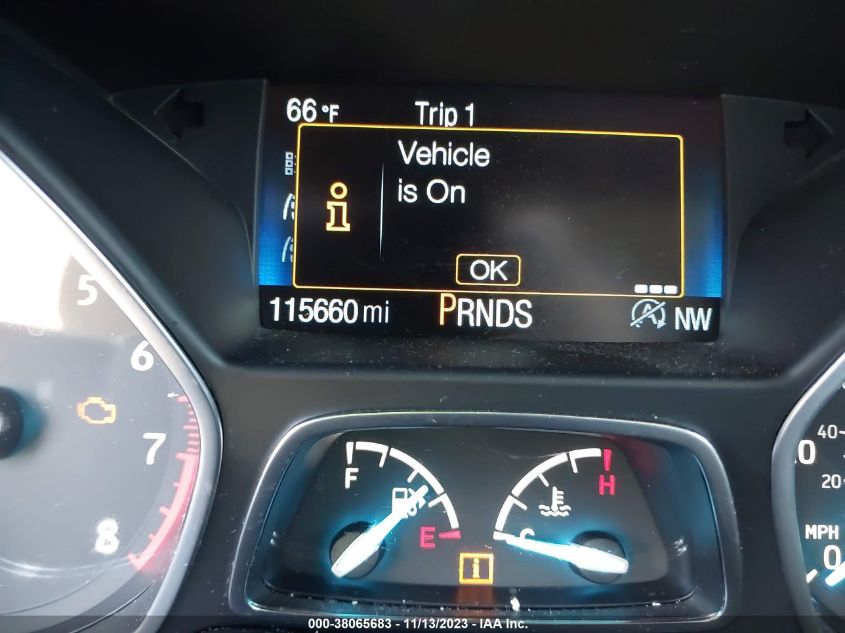 66°F Trip 1
Vehicle
is On
OK
115660 mi PRNDS NW
5
6
7
8
F
E
H
C
i
40
20
0
MPH
0
000-38065683 - 11/13/2023 - IAA Inc.